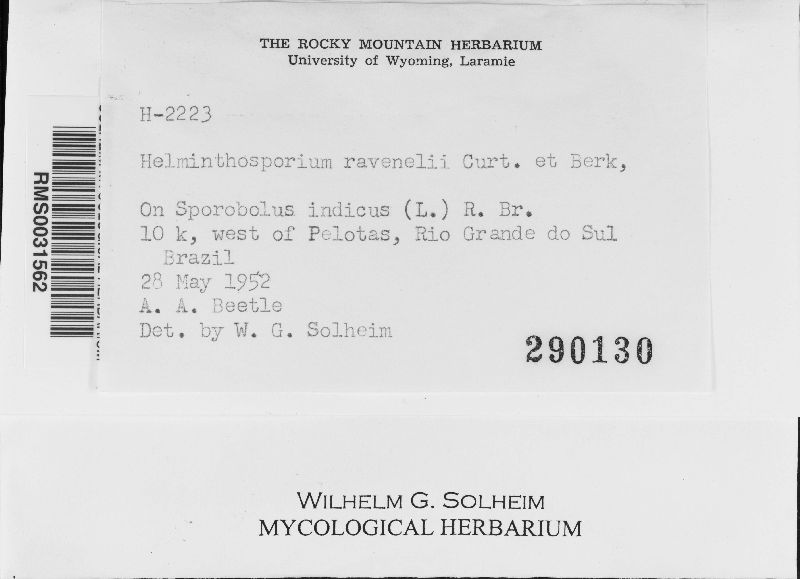 THE ROCKY MOUNTAIN HERBARIUM
University of Wyoming, Laramie
H-2223
Helminthosporium ravenelii Curt. et Berk,
On Sporobolus indicus (L.) R. Br.
10 k, west of Pelotas, Rio Grande do Sul
Brazil
28 May 1952
A. A. Beetle
Det. by W. G. Solheim
290130
RMS0031562
WILHELM G. SOLHEIM
MYCOLOGICAL HERBARIUM